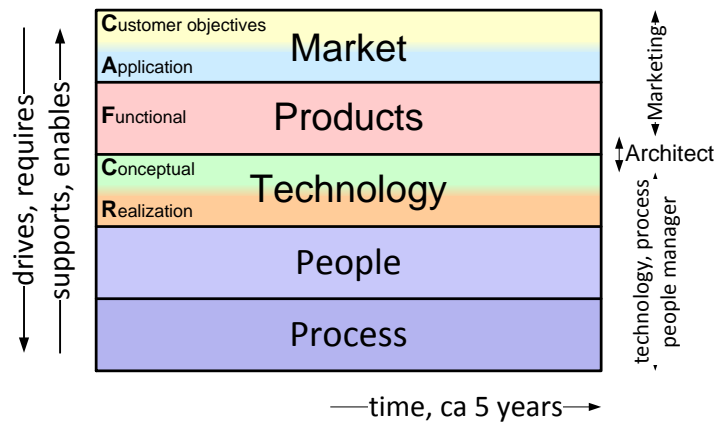 drives, requires
supports, enables
Customer objectives
Market
Application
Functional
Products
Conceptual
Technology
Realization
People
Process
Marketing
Architect
technology, process
people manager
time, ca 5 years